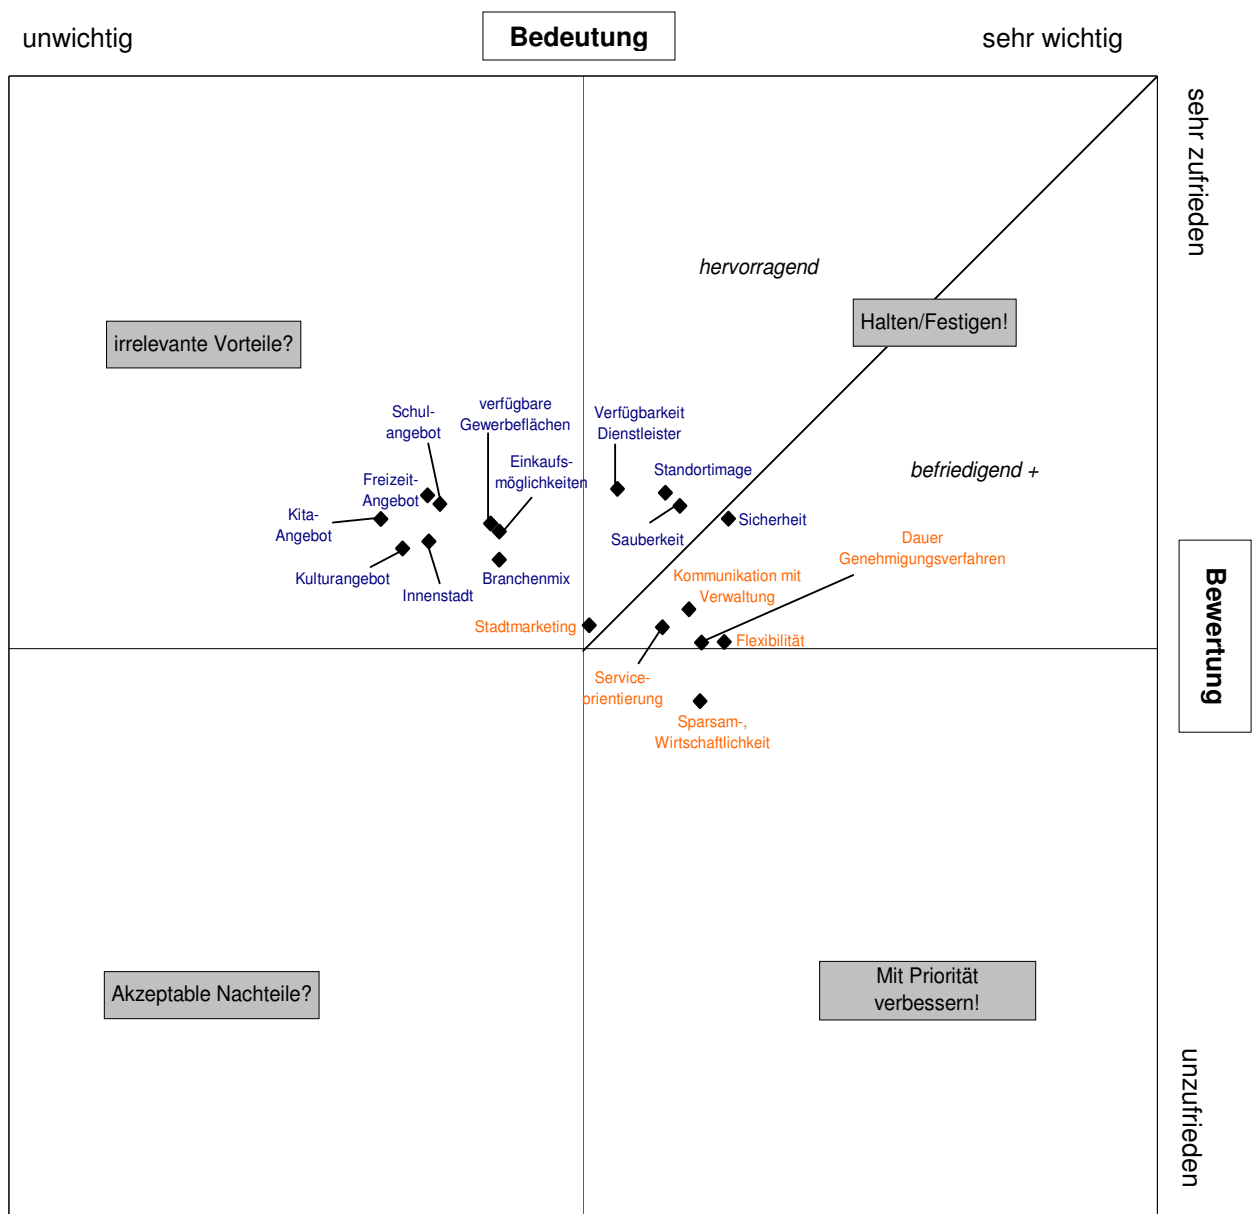 unwichtig
Bedeutung
sehr wichtig
sehr zufrieden
hervorragend
Halten/Festigen!
irrelevante Vorteile?
Schul-
angebot
verfügbare
Gewerbeflächen
Verfügbarkeit
Dienstleister
Einkaufs-
möglichkeiten
Standortimage
befriedigend +
Freizeit-
Angebot
Kita-
Angebot
Sauberkeit
Sicherheit
Dauer
Genehmigungsverfahren
Kulturangebot
Innenstadt
Branchenmix
Kommunikation mit
Verwaltung
Stadtmarketing
Flexibilität
Bewertung
Service-
orientierung
Sparsam-,
Wirtschaftlichkeit
Akzeptable Nachteile?
Mit Priorität
verbessern!
unzufrieden